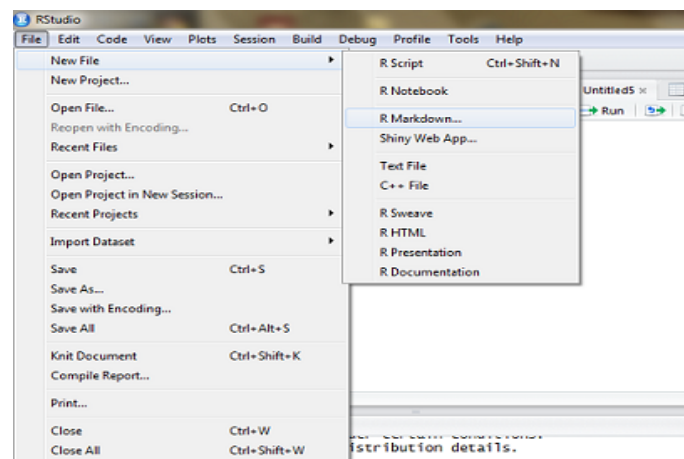 RStudio
File Edit Code View Plots Session Build Debug Profile Tools Help
New File
New Project...
Open File... Ctrl+O
Reopen with Encoding...
Recent Files
Open Project...
Open Project in New Session...
Recent Projects
Import Dataset
Save Ctrl+S
Save As...
Save with Encoding...
Save All Ctrl+Alt+S
Knit Document Ctrl+Shift+K
Compile Report...
Print...
Close Ctrl+W
Close All Ctrl+Shift+W
R Script Ctrl+Shift+N
R Notebook
R Markdown...
Shiny Web App...
Text File
C++ File
R Sweave
R HTML
R Presentation
R Documentation
Untitled5
Run
certain conditions.
istribution details.